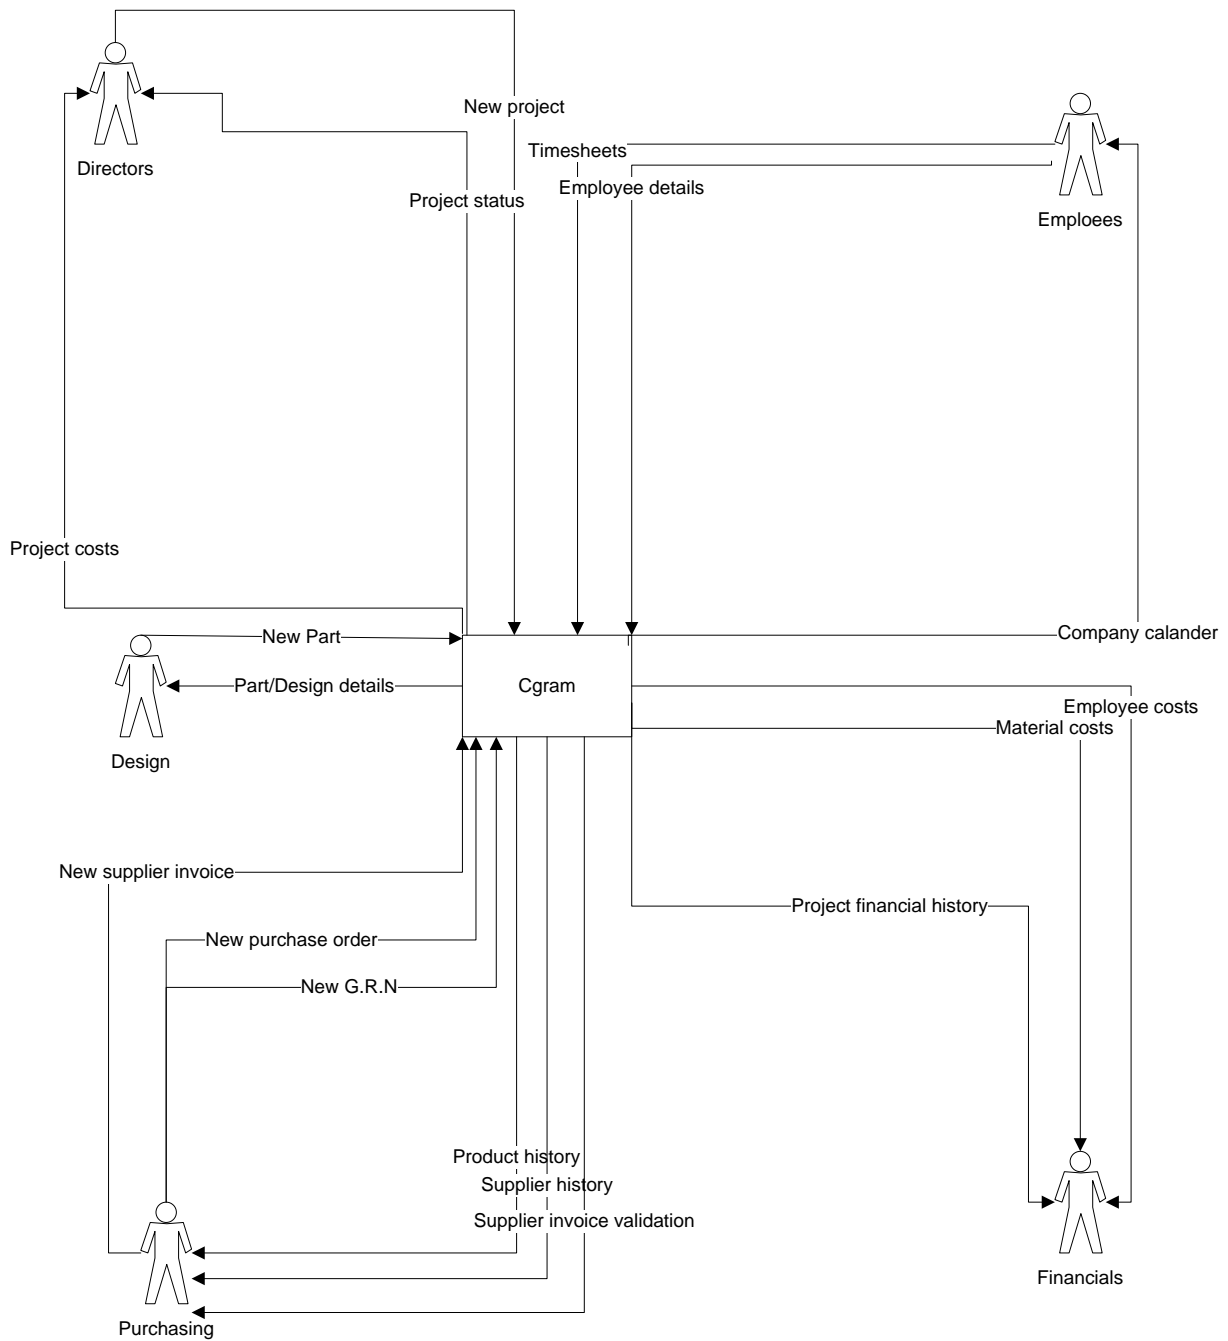 New project
Directors
Timesheets
Employee details
Project status
Emploees
Project costs
New Part
Company calander
Part/Design details
Cgram
Employee costs
Material costs
Design
New supplier invoice
Project financial history
New purchase order
New G.R.N
Product history
Supplier history
Supplier invoice validation
Financials
Purchasing